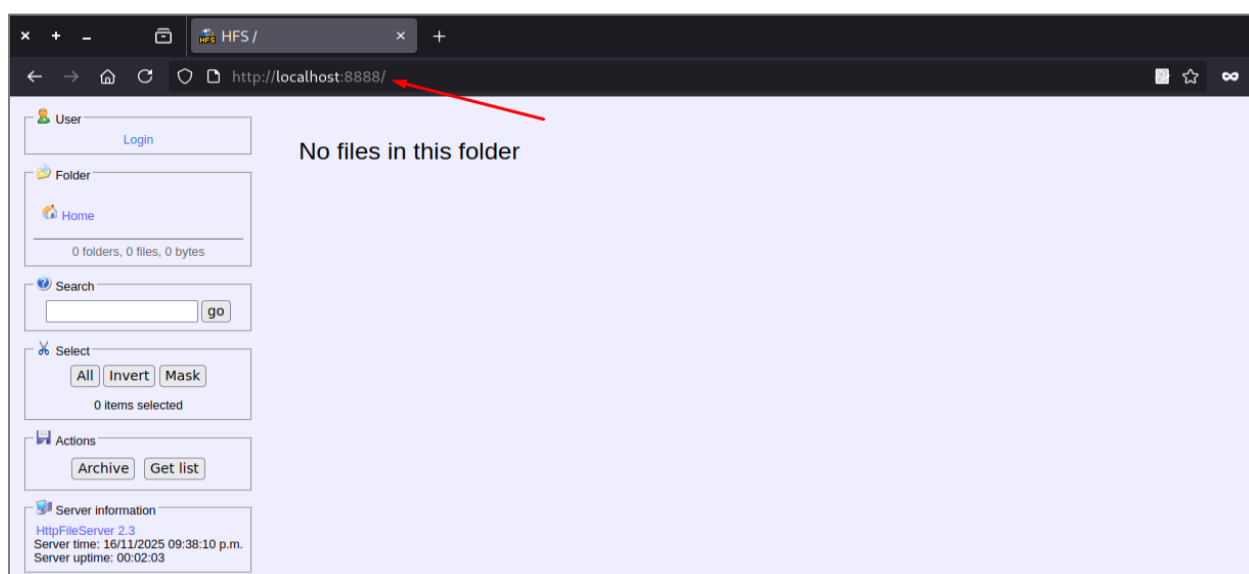 HFS /
http://localhost:8888/
User
Login
No files in this folder
Folder
Home
0 folders, 0 files, 0 bytes
Search
go
Select
All Invert Mask
0 items selected
Actions
Archive Get list
Server information
HttpFileServer 2.3
Server time: 16/11/2025 09:38:10 p.m.
Server uptime: 00:02:03